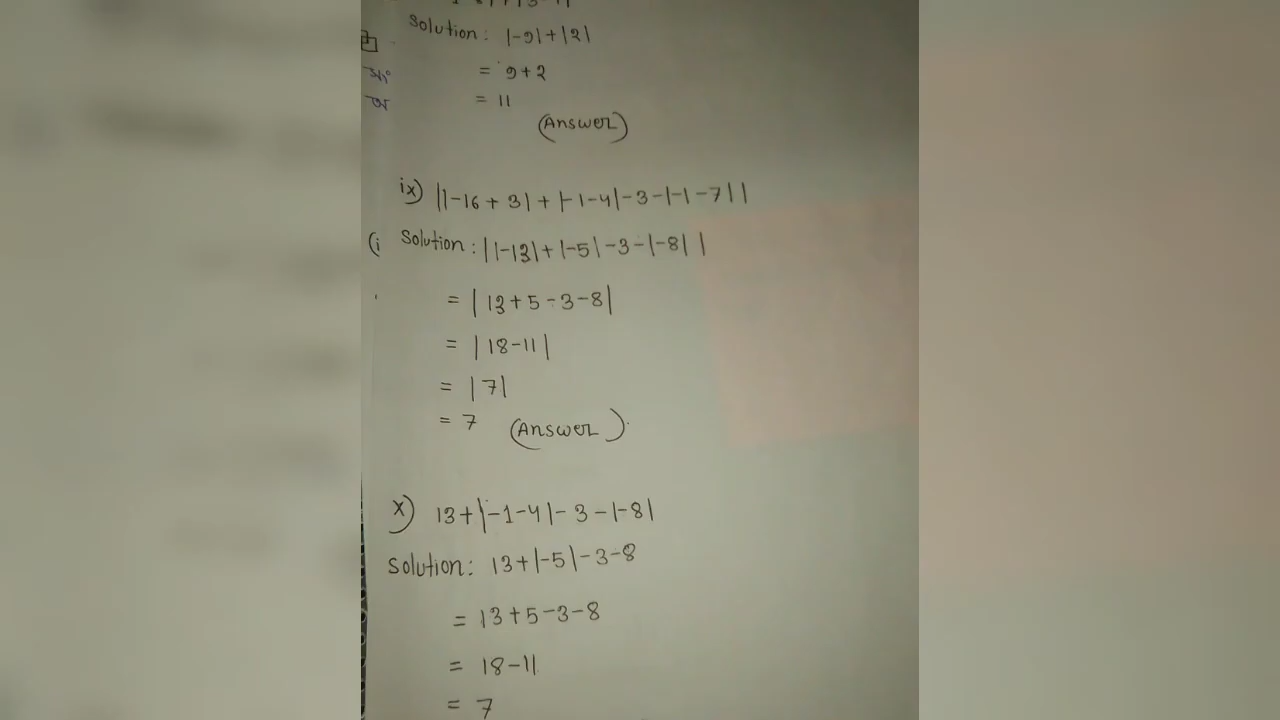 Solution: |-9|+|2|
= 9+2
= 11
(Answer)
ix) ||-16 + 3| + |-1-4|-3-|-1-7||
(i
Solution: ||-13|+|-5|-3-|-8||
= |13+5-3-8|
= |18-11|
= |7|
= 7 (Answer).
x) 13+|-1-4|-3-|-8|
Solution: 13+|-5|-3-8
= 13+5-3-8
= 18-11
= 7